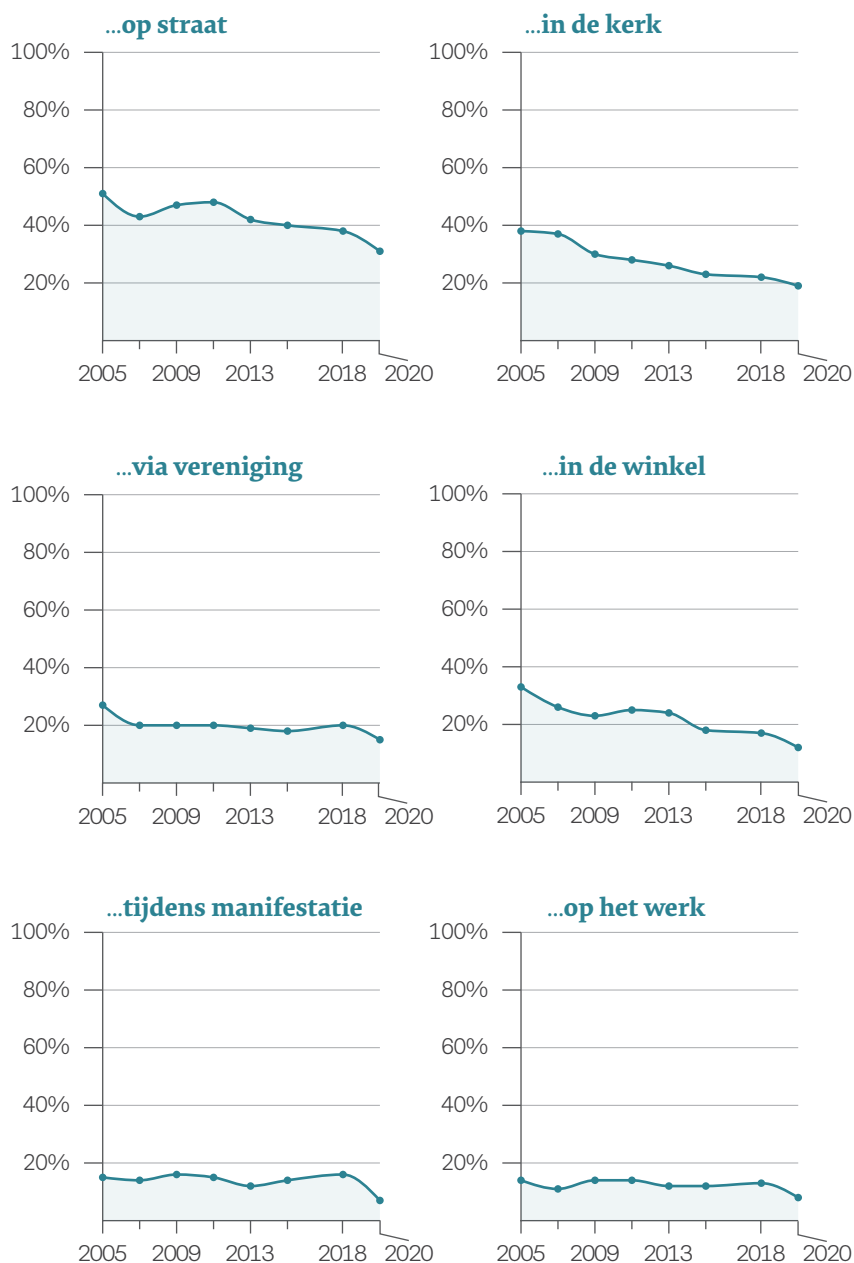 ...op straat
100%
80%
60%
40%
20%
2005 2009 2013 2018 2020
...in de kerk
100%
80%
60%
40%
20%
2005 2009 2013 2018 2020
...via vereniging
100%
80%
60%
40%
20%
2005 2009 2013 2018 2020
...in de winkel
100%
80%
60%
40%
20%
2005 2009 2013 2018 2020
...tijdens manifestatie
100%
80%
60%
40%
20%
2005 2009 2013 2018 2020
...op het werk
100%
80%
60%
40%
20%
2005 2009 2013 2018 2020